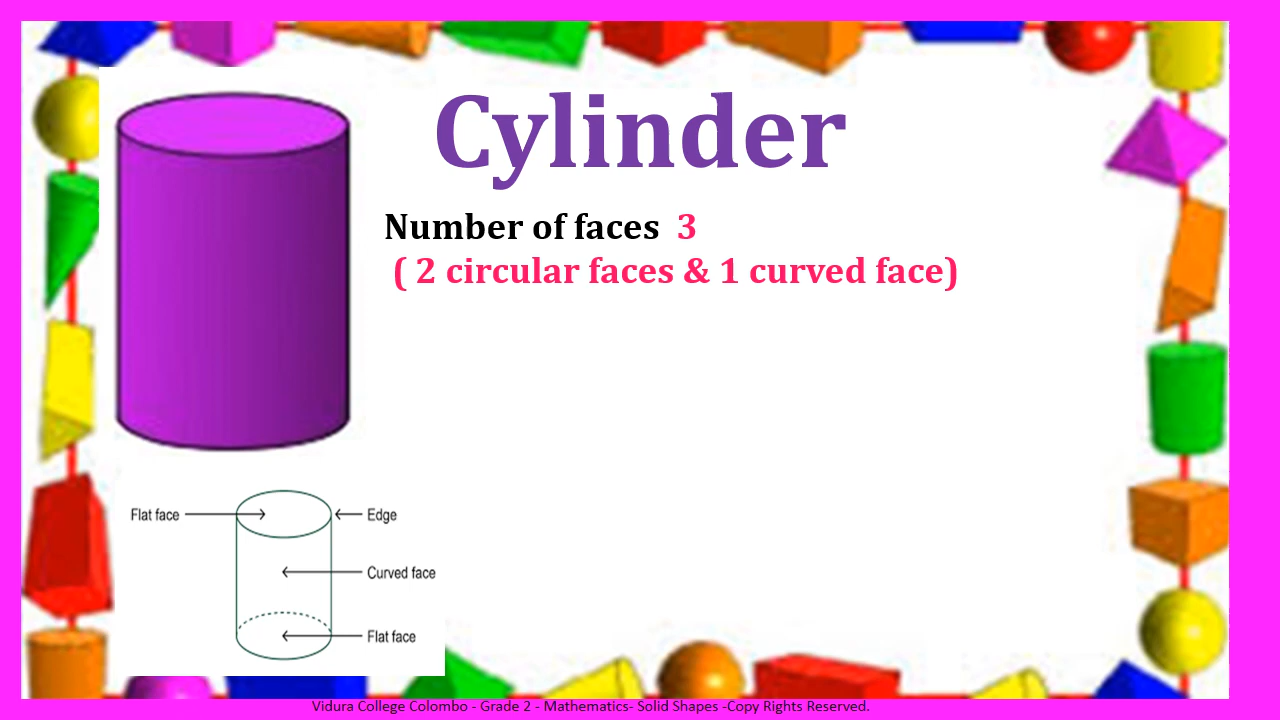 Cylinder
Number of faces 3
( 2 circular faces & 1 curved face)
Flat face
Edge
Curved face
Flat face
Vidura College Colombo - Grade 2 - Mathematics- Solid Shapes -Copy Rights Reserved.